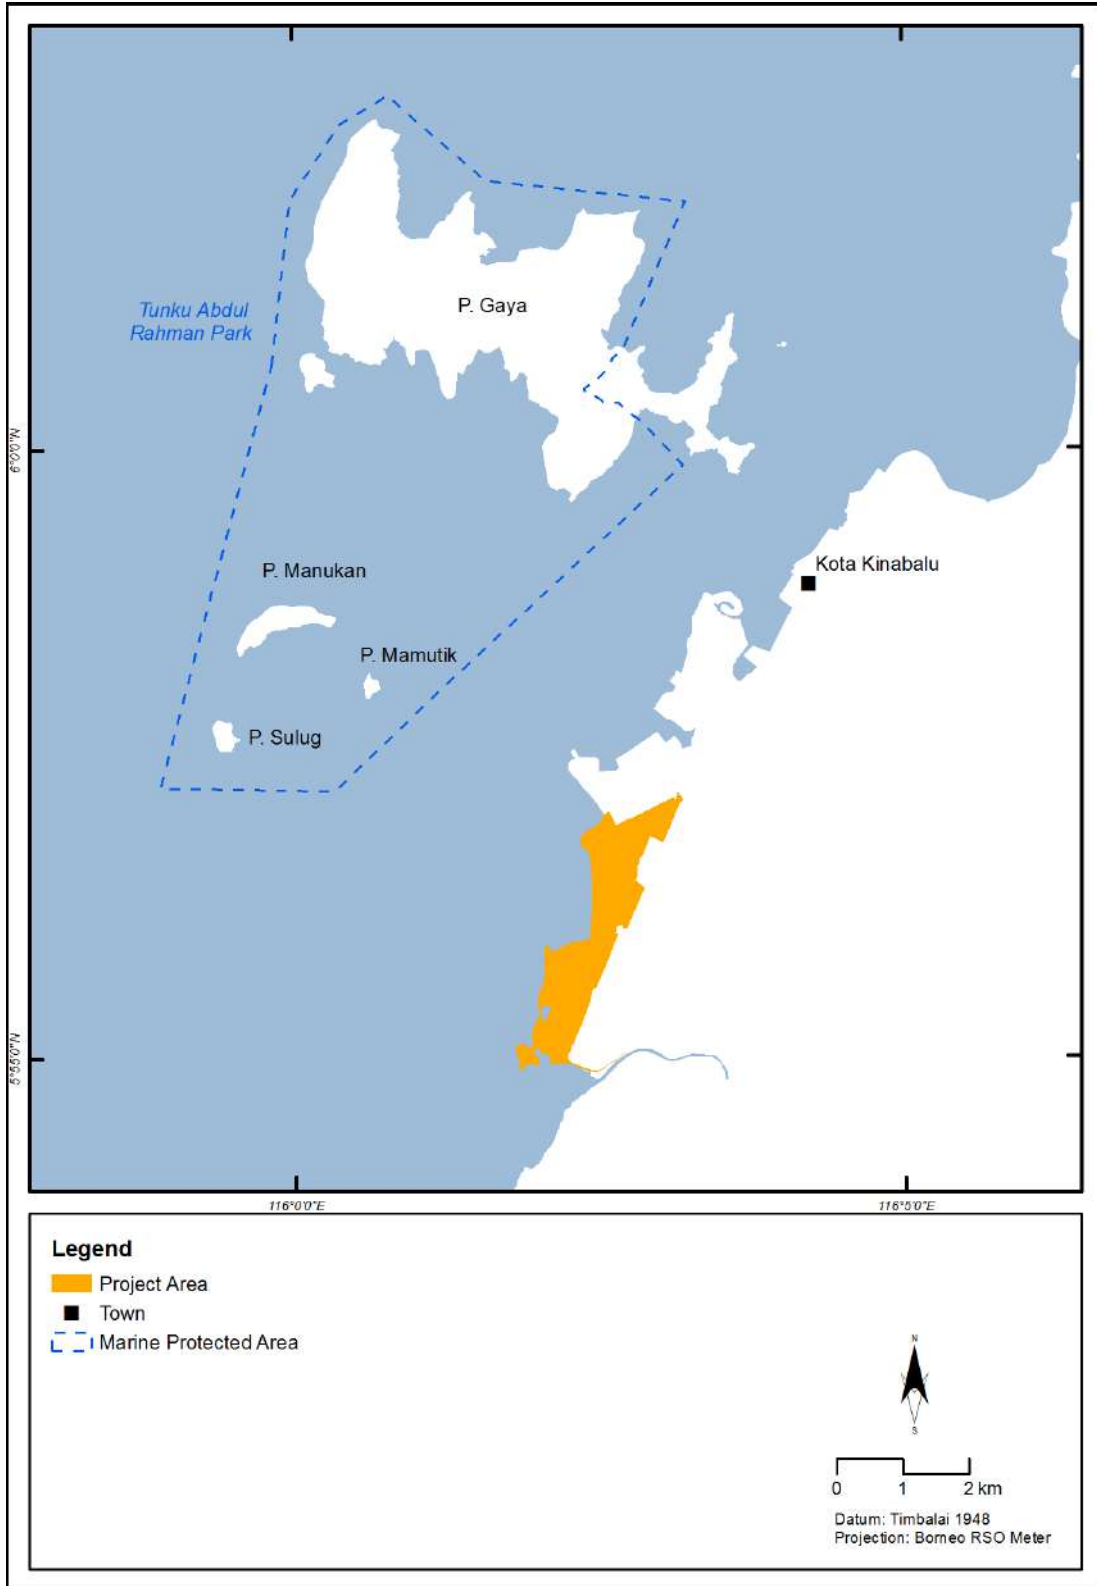 Tunku Abdul
Rahman Park
P. Gaya
6°0'0"N
P. Manukan
Kota Kinabalu
P. Mamutik
P. Sulug
5°55'0"N
116°0'0"E
116°5'0"E
Legend
Project Area
Town
Marine Protected Area
N
S
0 1 2 km
Datum: Timbalai 1948
Projection: Borneo RSO Meter